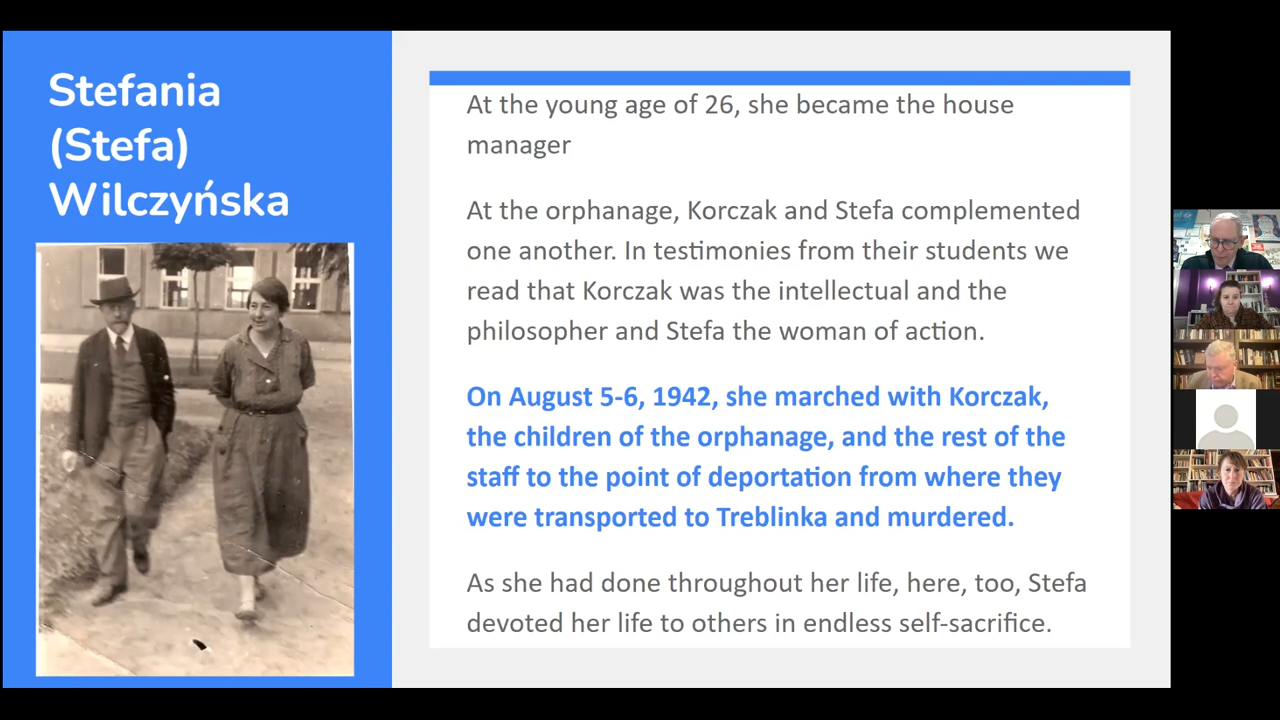 Stefania
(Stefa)
Wilczyńska
At the young age of 26, she became the house
manager
At the orphanage, Korczak and Stefa complemented
one another. In testimonies from their students we
read that Korczak was the intellectual and the
philosopher and Stefa the woman of action.
On August 5-6, 1942, she marched with Korczak,
the children of the orphanage, and the rest of the
staff to the point of deportation from where they
were transported to Treblinka and murdered.
As she had done throughout her life, here, too, Stefa
devoted her life to others in endless self-sacrifice.